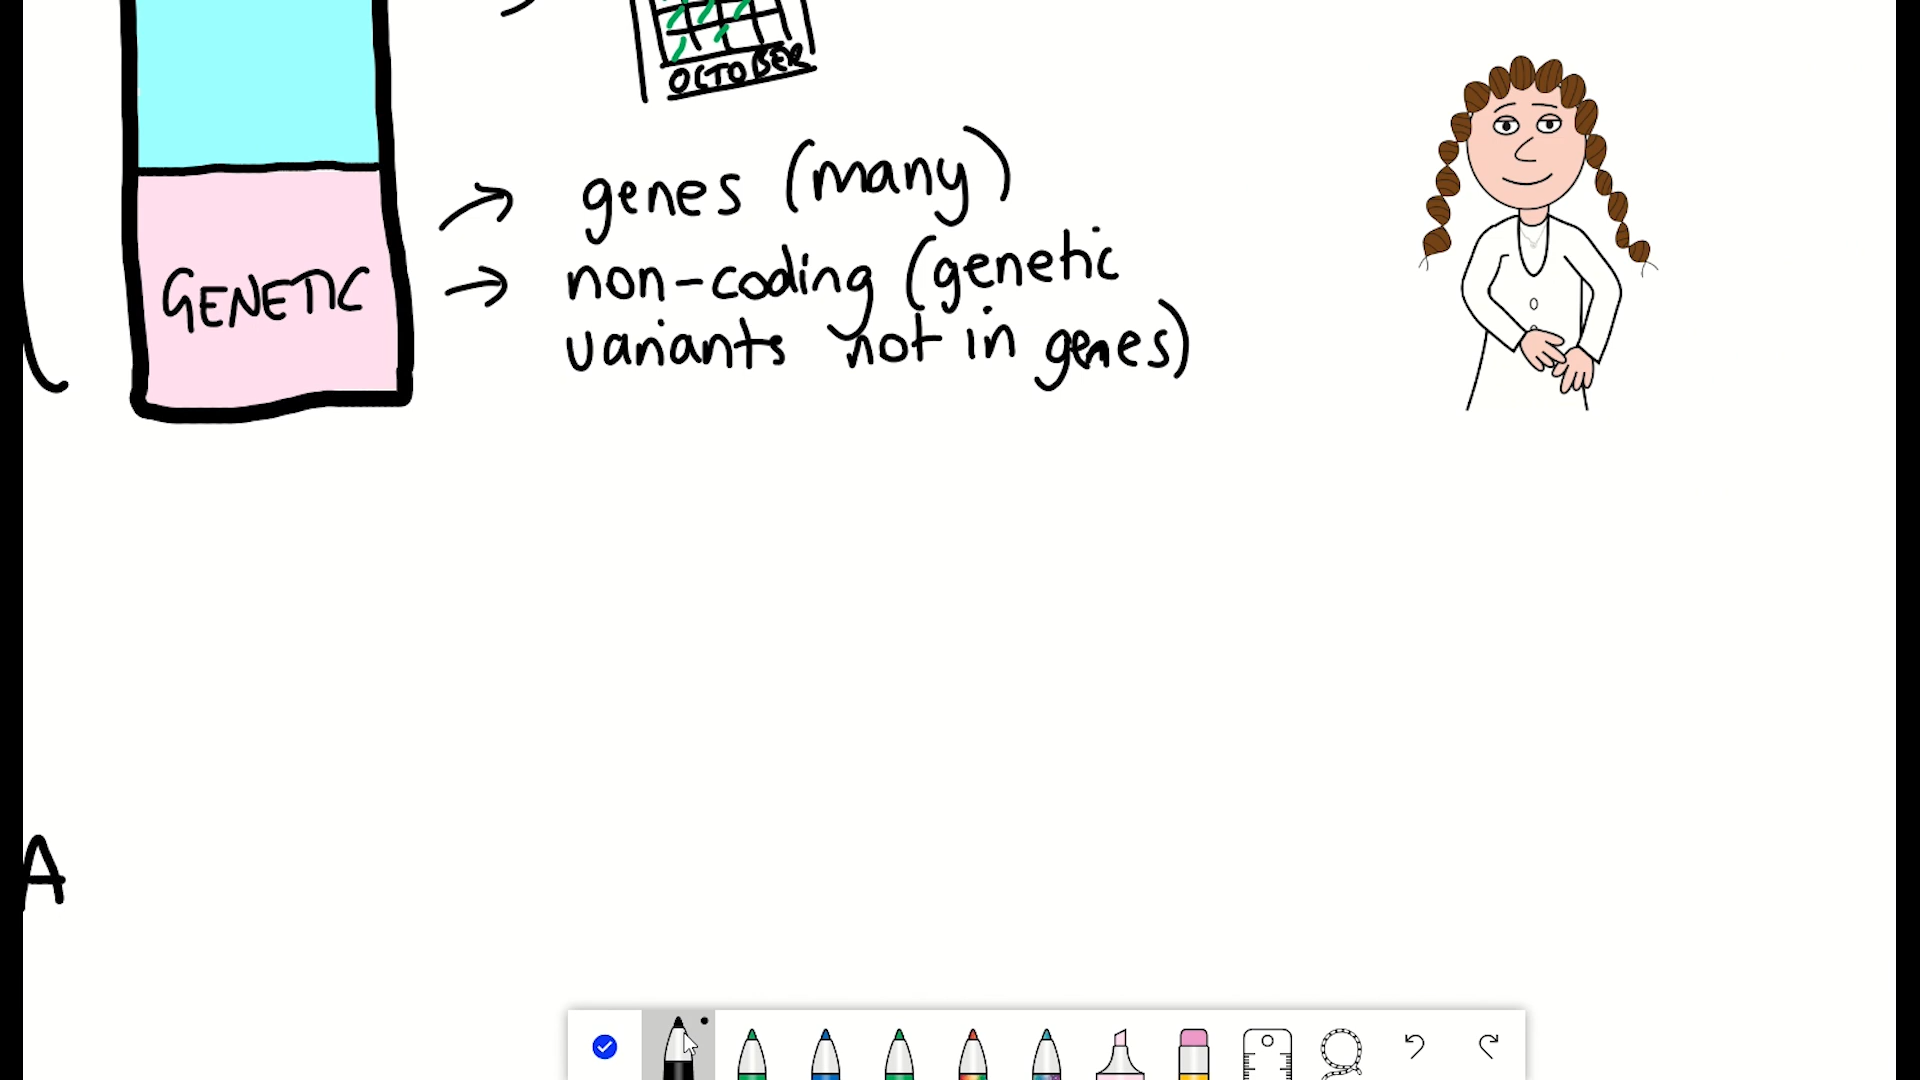 OCTOBER
genes (many)
GENETIC
non-coding (genetic
variants not in genes)
A